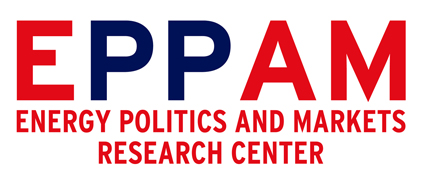 EPPAM
ENERGY POLITICS AND MARKETS
RESEARCH CENTER